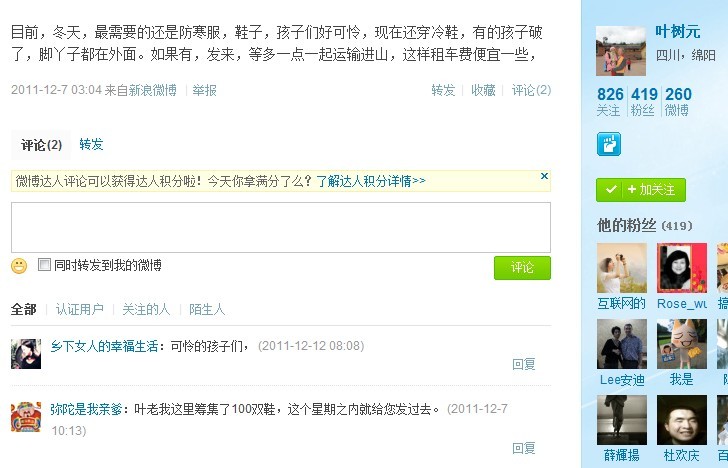 目前，冬天，最需要的还是防寒服，鞋子，孩子们好可怜，现在还穿冷鞋，有的孩子破
了，脚丫子都在外面。如果有，发来，等多一点一起运输进山，这样租车费便宜一些，
2011-12-7 03:04 来自新浪微博 | 举报
转发 | 收藏 | 评论(2)
评论(2) 转发
微博达人评论可以获得达人积分啦！今天你拿满分了么？了解达人积分详情>>
同时转发到我的微博
评论
全部 | 认证用户 | 关注的人 | 陌生人
乡下女人的幸福生活：可怜的孩子们， (2011-12-12 08:08)
回复
弥陀是我亲爹：叶老我这里筹集了100双鞋，这个星期之内就给您发过去。 (2011-12-7
10:13)
回复
叶树元
四川，绵阳
826 419 260
关注 粉丝 微博
+加关注
他的粉丝 (419)
互联网的 Rose_wu 搞
Lee安迪 我是
薛輝揚 杜欢庆 百